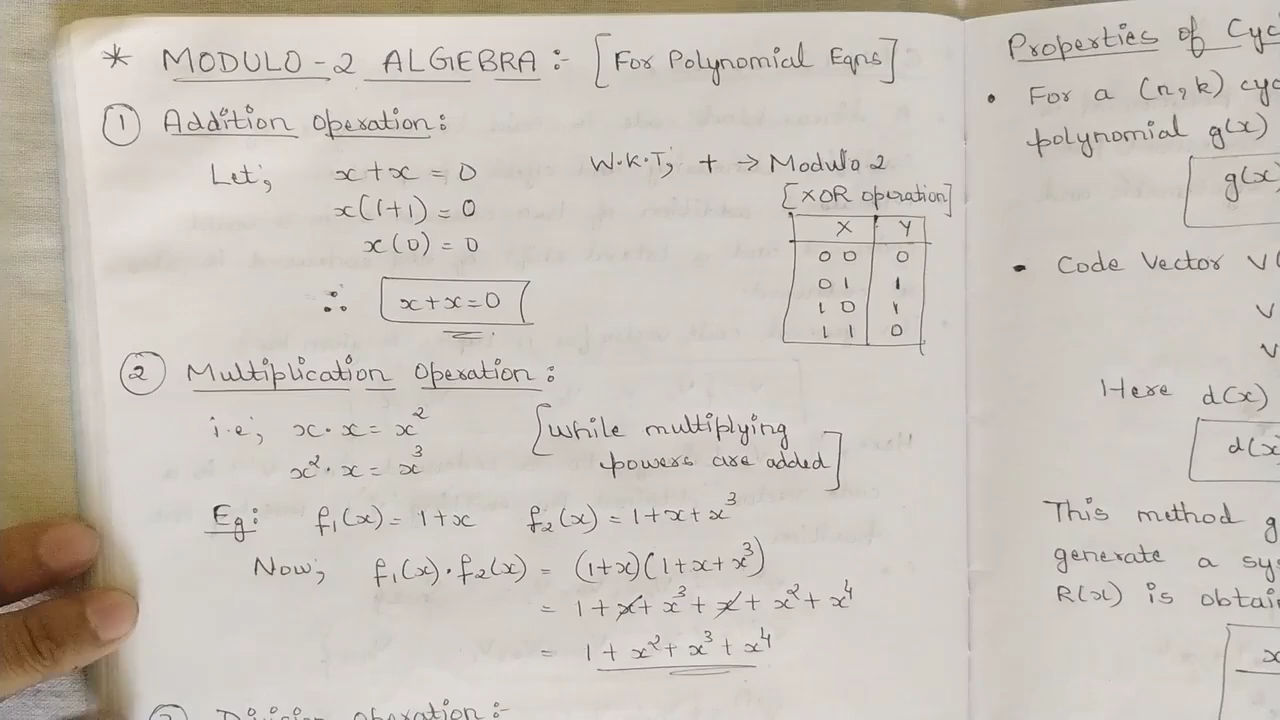 * MODULO-2 ALGEBRA :- [For Polynomial Eqns]
① Addition Operation:
Let; x+x = 0
W.K.T; + → Modulo 2
[XOR operation]
x(1+1) = 0
x(0) = 0
∴ x+x=0
X Y
0 0 0
0 1 1
1 0 1
1 1 0
② Multiplication Operation:
i.e; x·x = x²
x²·x = x³
[while multiplying
powers are added]
Eg: f₁(x) = 1+x f₂(x) = 1+x+x³
Now; f₁(x)·f₂(x) = (1+x)(1+x+x³)
= 1 + x + x³ + x + x² + x⁴
= 1 + x² + x³ + x⁴
Division operation:-
Properties of Cyc
• For a (n,k) cyc
polynomial g(x)
g(x
• Code Vector V(
V
V
Here d(x)
d(x
This method g
generate a sy
R(x) is obtai
x